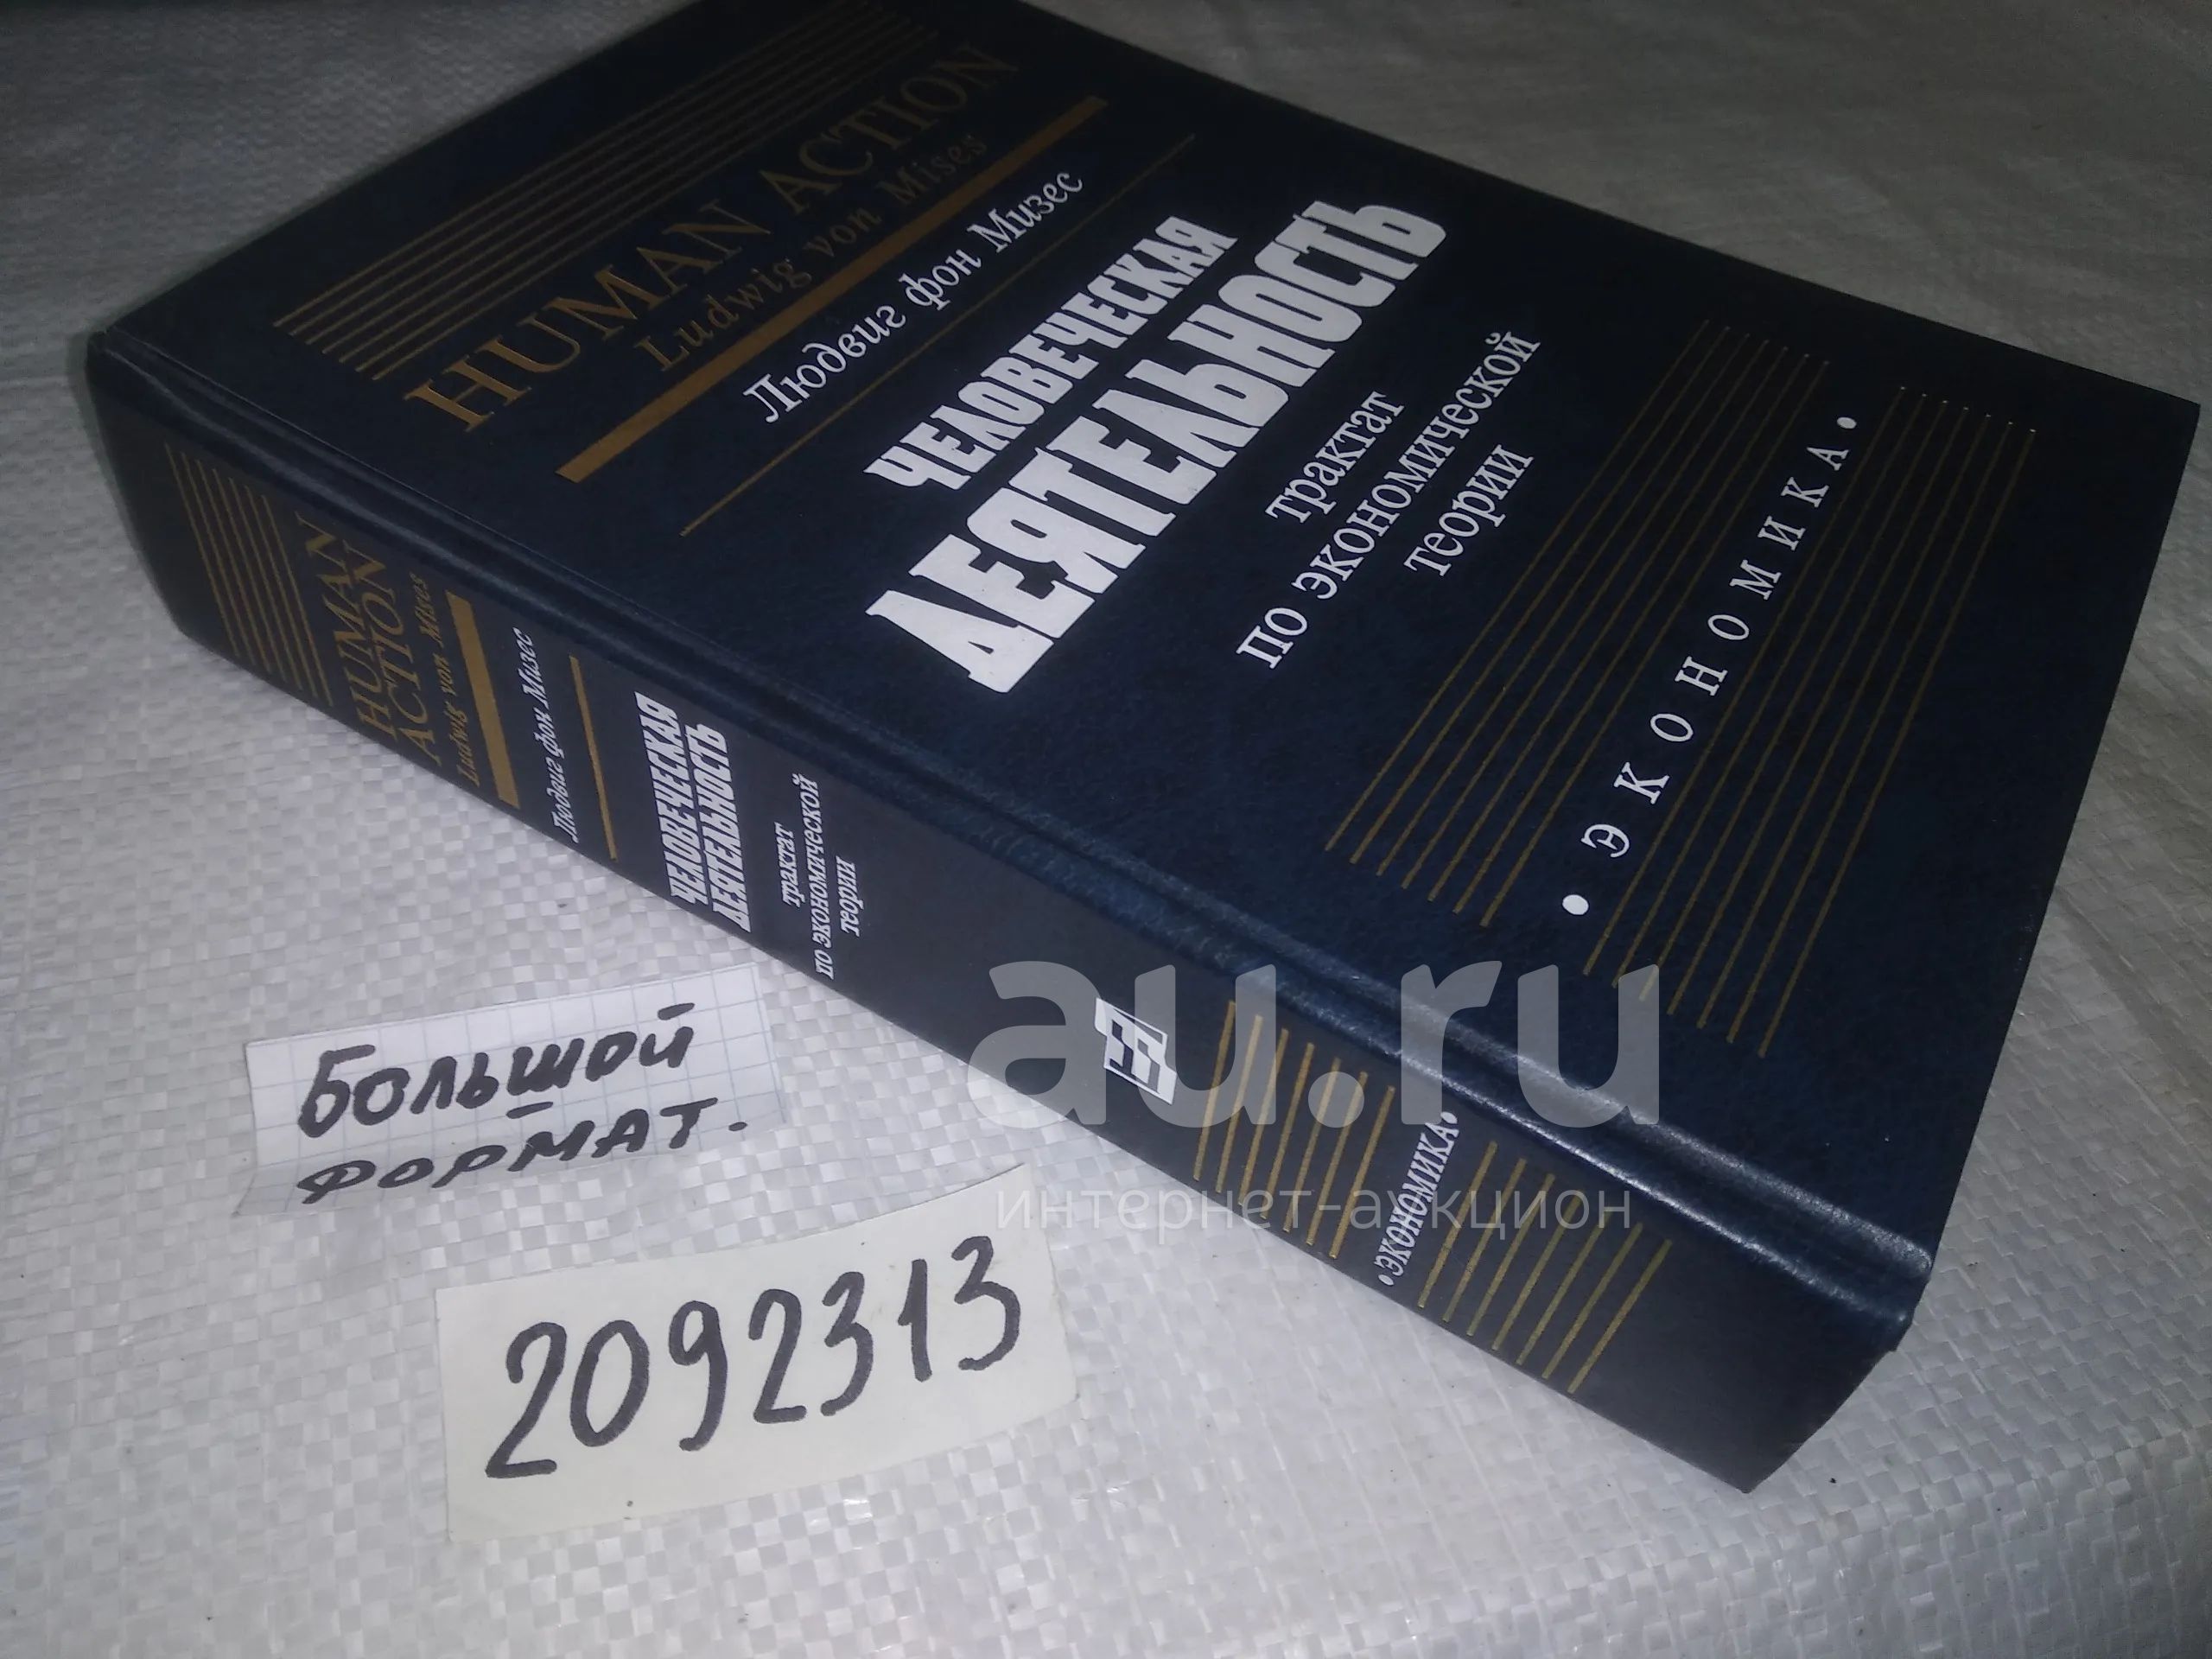 HUMAN ACTION
Ludwig von Mises
Людвиг фон Мизес
ЧЕЛОВЕЧЕСКАЯ
ДЕЯТЕЛЬНОСТЬ
трактат
по экономической
теории
• ЭКОНОМИКА •
HUMAN
ACTION
Ludwig von Mises
Людвиг фон Мизес
ЧЕЛОВЕЧЕСКАЯ
ДЕЯТЕЛЬНОСТЬ
трактат
по экономической
теории
•ЭКОНОМИКА•
Большой
формат.
2092313
au.ru
интернет-аукцион